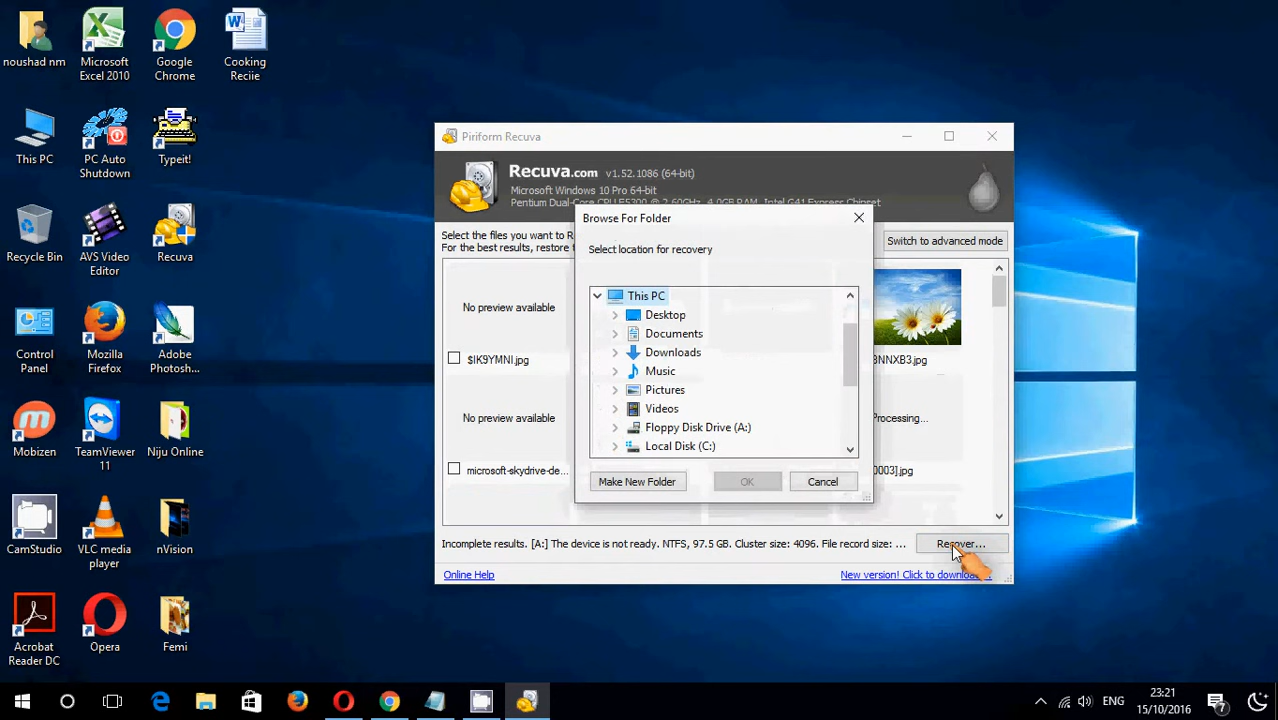 noushad nm
Microsoft Excel 2010
Google Chrome
Cooking Reciie
This PC
PC Auto Shutdown
Typeit!
Recycle Bin
AVS Video Editor
Recuva
Control Panel
Mozilla Firefox
Adobe Photosh...
Mobizen
TeamViewer 11
Niju Online
CamStudio
VLC media player
nVision
Acrobat Reader DC
Opera
Femi
Piriform Recuva
Recuva.com v1.52.1086 (64-bit)
Microsoft Windows 10 Pro 64-bit
Pentium Dual-Core CPU E5300 @ 2.60GHz, 4.0GB RAM, Intel G41 Express Chipset
Select the files you want to R
For the best results, restore
Switch to advanced mode
No preview available
$IK9YMNI.jpg
3NNXB3.jpg
No preview available
Processing...
microsoft-skydrive-de...
0003].jpg
Browse For Folder
Select location for recovery
This PC
Desktop
Documents
Downloads
Music
Pictures
Videos
Floppy Disk Drive (A:)
Local Disk (C:)
Make New Folder
OK
Cancel
Incomplete results. [A:] The device is not ready. NTFS, 97.5 GB. Cluster size: 4096. File record size: ...
Recover...
Online Help
New version! Click to download
ENG
23:21
15/10/2016
7